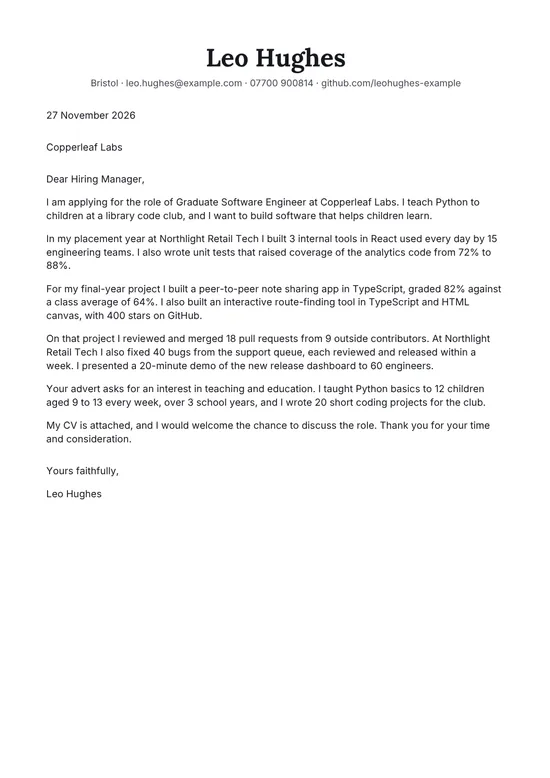 Leo Hughes
Bristol · leo.hughes@example.com · 07700 900814 · github.com/leohughes-example
27 November 2026
Copperleaf Labs
Dear Hiring Manager,
I am applying for the role of Graduate Software Engineer at Copperleaf Labs. I teach Python to
children at a library code club, and I want to build software that helps children learn.
In my placement year at Northlight Retail Tech I built 3 internal tools in React used every day by 15
engineering teams. I also wrote unit tests that raised coverage of the analytics code from 72% to
88%.
For my final-year project I built a peer-to-peer note sharing app in TypeScript, graded 82% against
a class average of 64%. I also built an interactive route-finding tool in TypeScript and HTML
canvas, with 400 stars on GitHub.
On that project I reviewed and merged 18 pull requests from 9 outside contributors. At Northlight
Retail Tech I also fixed 40 bugs from the support queue, each reviewed and released within a
week. I presented a 20-minute demo of the new release dashboard to 60 engineers.
Your advert asks for an interest in teaching and education. I taught Python basics to 12 children
aged 9 to 13 every week, over 3 school years, and I wrote 20 short coding projects for the club.
My CV is attached, and I would welcome the chance to discuss the role. Thank you for your time
and consideration.
Yours faithfully,
Leo Hughes